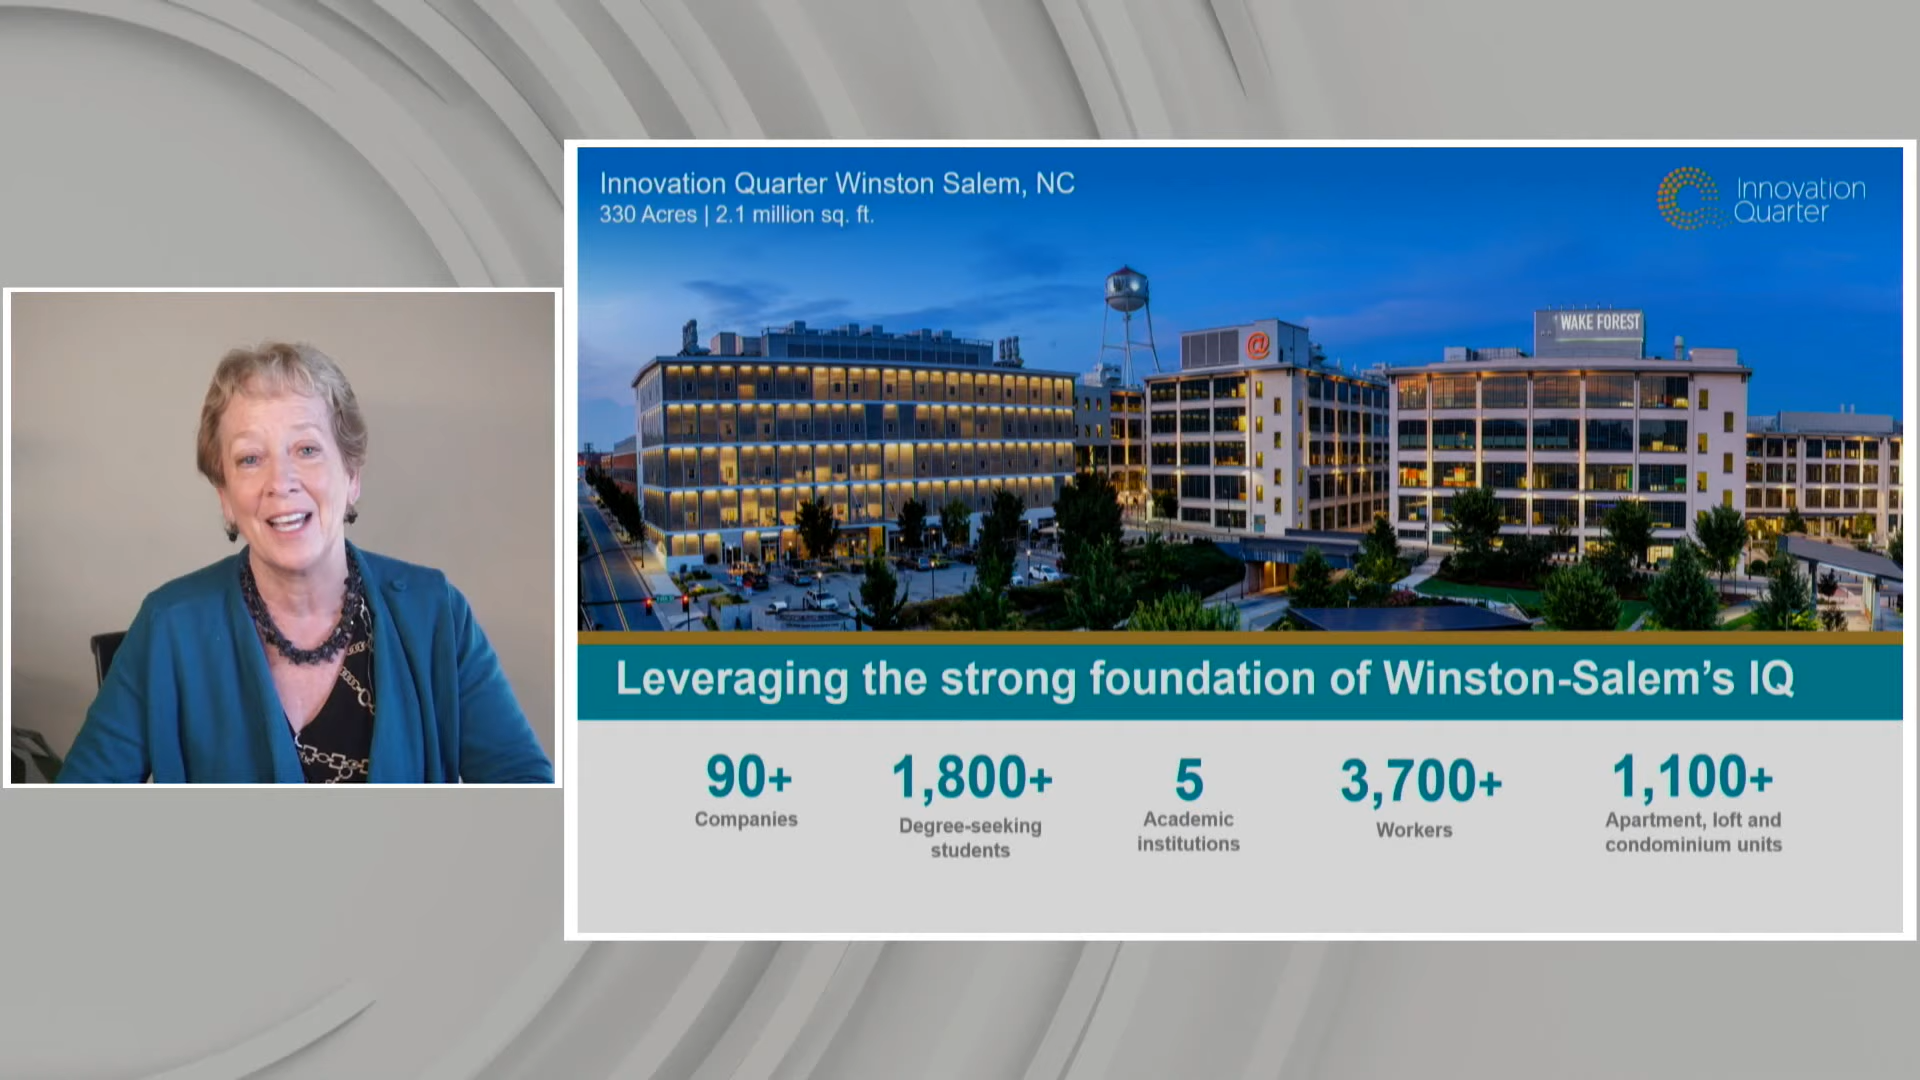 Innovation Quarter Winston Salem, NC
330 Acres | 2.1 million sq. ft.
Innovation
Quarter
@
WAKE FOREST
Leveraging the strong foundation of Winston-Salem’s IQ
90+
Companies
1,800+
Degree-seeking
students
5
Academic
institutions
3,700+
Workers
1,100+
Apartment, loft and
condominium units